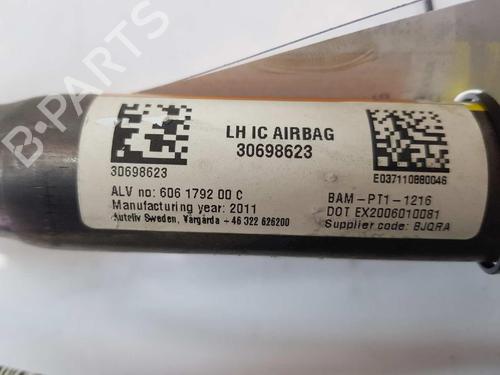 B-PARTS
LH IC AIRBAG
30698623
30698623
E037110880046
ALV no: 606 1792 00 C
Manufacturing year: 2011
Autoliv Sweden, Vårgårda +46 322 626200
BAM-PT1-1216
DOT EX2006010081
Supplier code: BJQRA